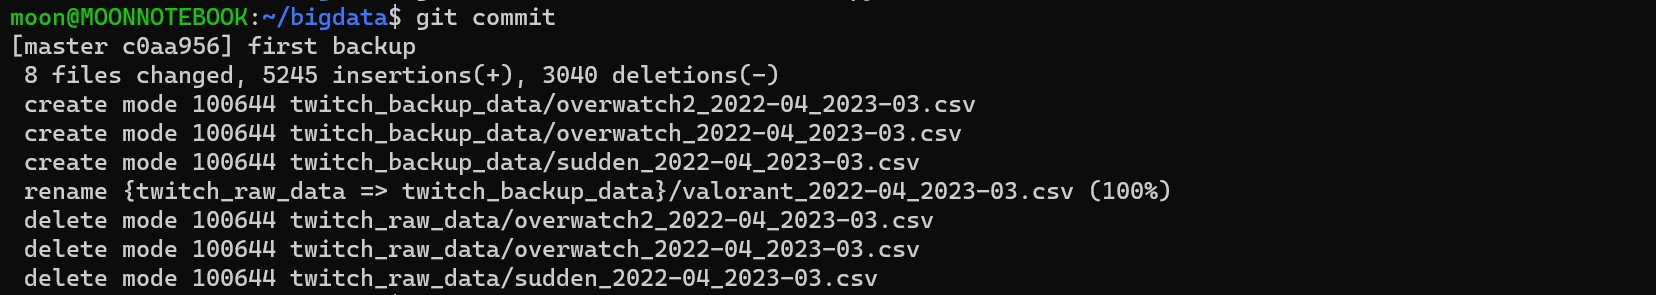 moon@MOONNOTEBOOK:~/bigdata$ git commit
[master c0aa956] first backup
 8 files changed, 5245 insertions(+), 3040 deletions(-)
 create mode 100644 twitch_backup_data/overwatch2_2022-04_2023-03.csv
 create mode 100644 twitch_backup_data/overwatch_2022-04_2023-03.csv
 create mode 100644 twitch_backup_data/sudden_2022-04_2023-03.csv
 rename {twitch_raw_data => twitch_backup_data}/valorant_2022-04_2023-03.csv (100%)
 delete mode 100644 twitch_raw_data/overwatch2_2022-04_2023-03.csv
 delete mode 100644 twitch_raw_data/overwatch_2022-04_2023-03.csv
 delete mode 100644 twitch_raw_data/sudden_2022-04_2023-03.csv